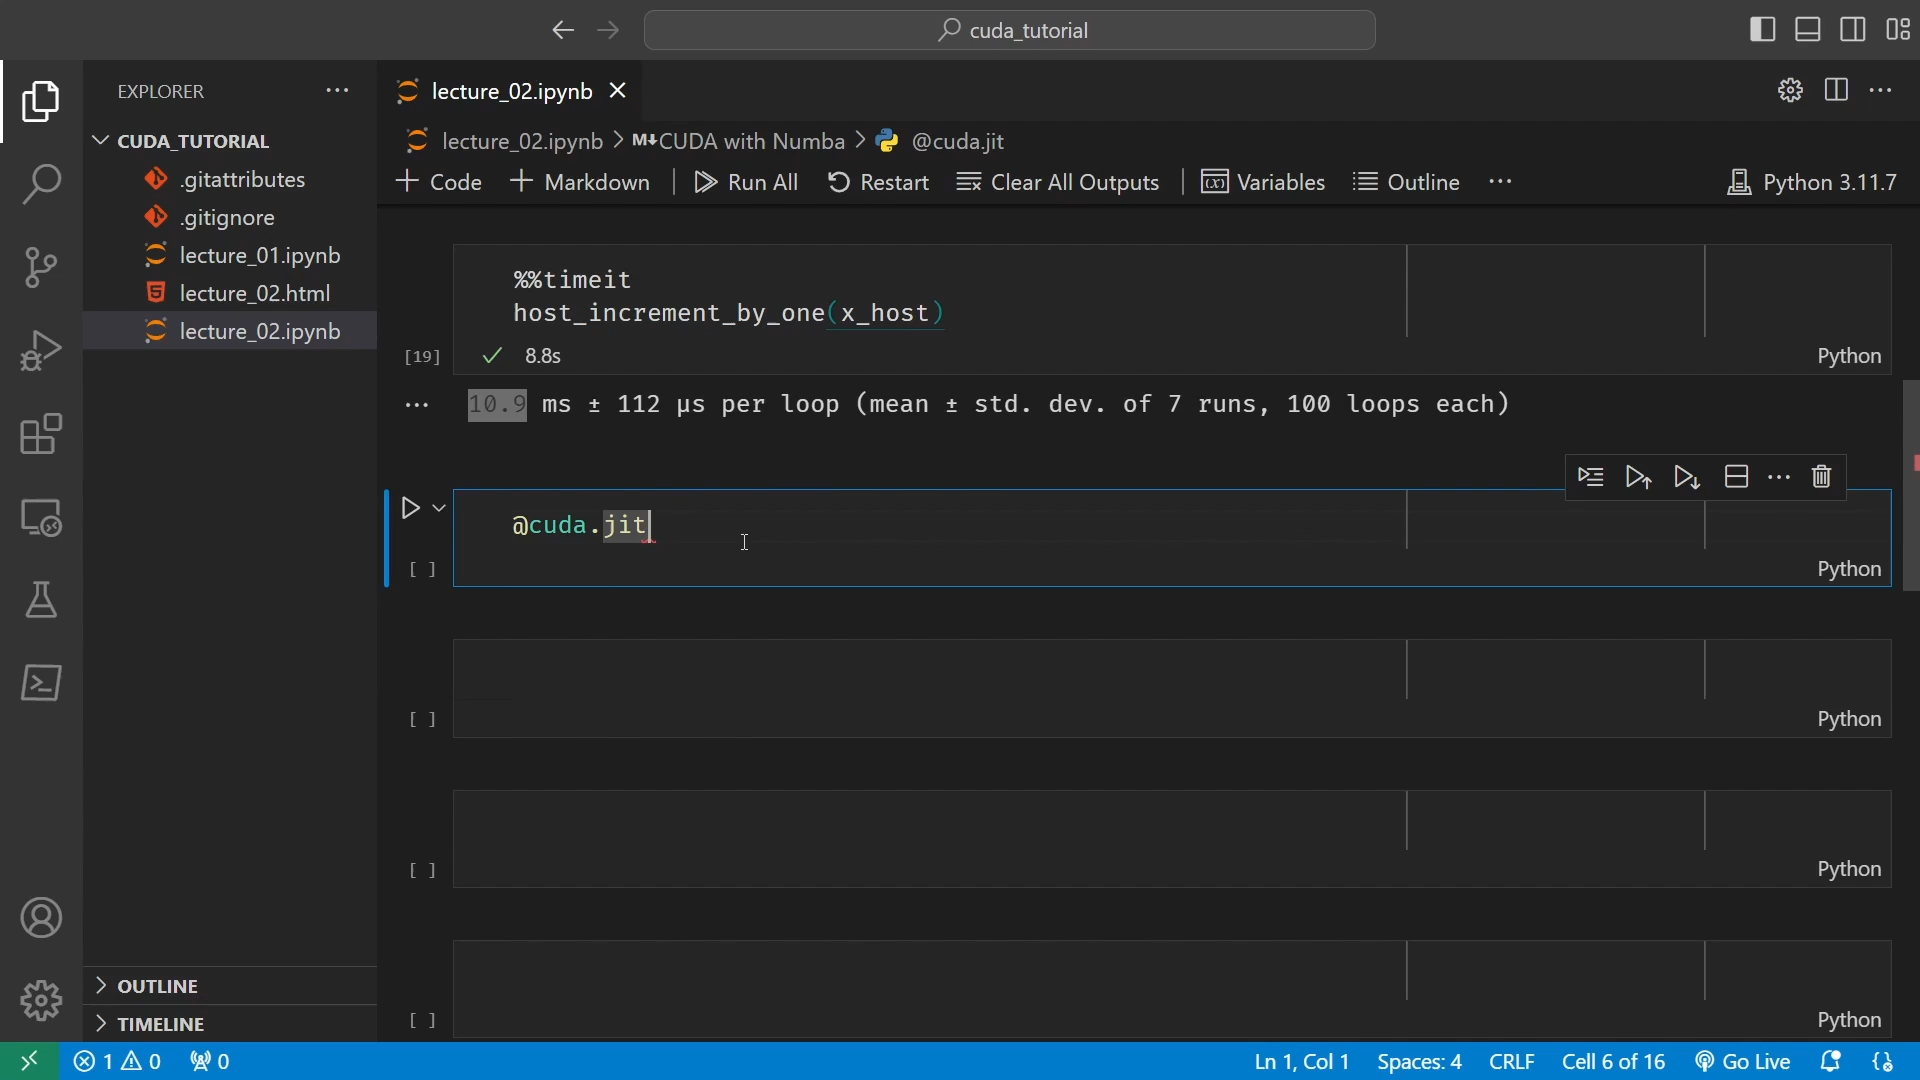 cuda_tutorial
EXPLORER
lecture_02.ipynb
CUDA_TUTORIAL
.gitattributes
.gitignore
lecture_01.ipynb
lecture_02.html
lecture_02.ipynb
OUTLINE
TIMELINE
lecture_02.ipynb > M↓CUDA with Numba > @cuda.jit
+ Code + Markdown | Run All Restart Clear All Outputs | Variables Outline ... Python 3.11.7
%%timeit
host_increment_by_one(x_host)
[19] ✓ 8.8s Python
... 10.9 ms ± 112 µs per loop (mean ± std. dev. of 7 runs, 100 loops each)
@cuda.jit
[ ] Python
[ ] Python
[ ] Python
[ ] Python
1 0 0 Ln 1, Col 1 Spaces: 4 CRLF Cell 6 of 16 Go Live